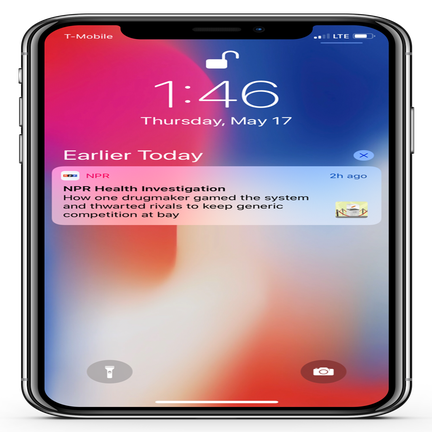 T-Mobile
LTE
1:46
Thursday, May 17
Earlier Today
NPR
2h ago
NPR Health Investigation
How one drugmaker gamed the system
and thwarted rivals to keep generic
competition at bay